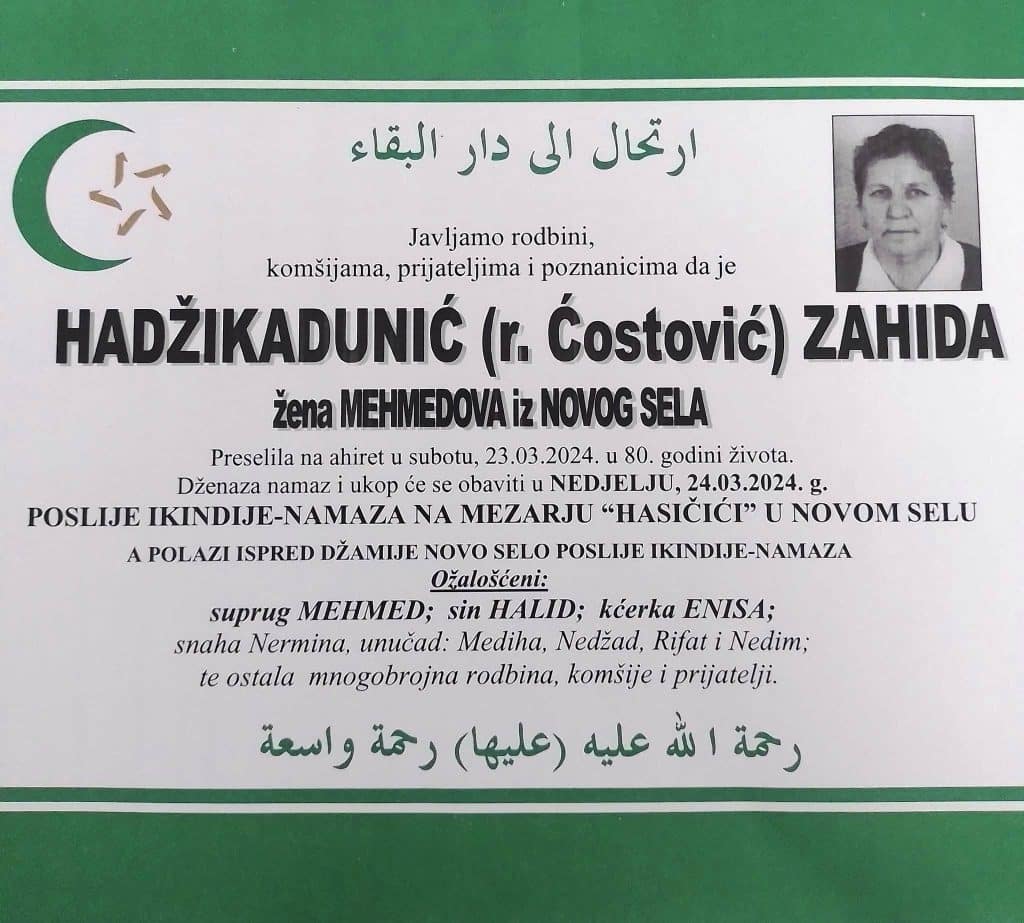 ارتحال الى دار البقاء
Javljamo rodbini,
komšijama, prijateljima i poznanicima da je
HADŽIKADUNIĆ (r. Ćostović) ZAHIDA
žena MEHMEDOVA iz NOVOG SELA
Preselila na ahiret u subotu, 23.03.2024. u 80. godini života.
Dženaza namaz i ukop će se obaviti u NEDJELJU, 24.03.2024. g.
POSLIJE IKINDIJE-NAMAZA NA MEZARJU “HASIČIĆI” U NOVOM SELU
A POLAZI ISPRED DŽAMIJE NOVO SELO POSLIJE IKINDIJE-NAMAZA
Ožalošćeni:
suprug MEHMED; sin HALID; kćerka ENISA;
snaha Nermina, unučad: Mediha, Nedžad, Rifat i Nedim;
te ostala mnogobrojna rodbina, komšije i prijatelji.
رحمة الله عليه (عليها) رحمة واسعة